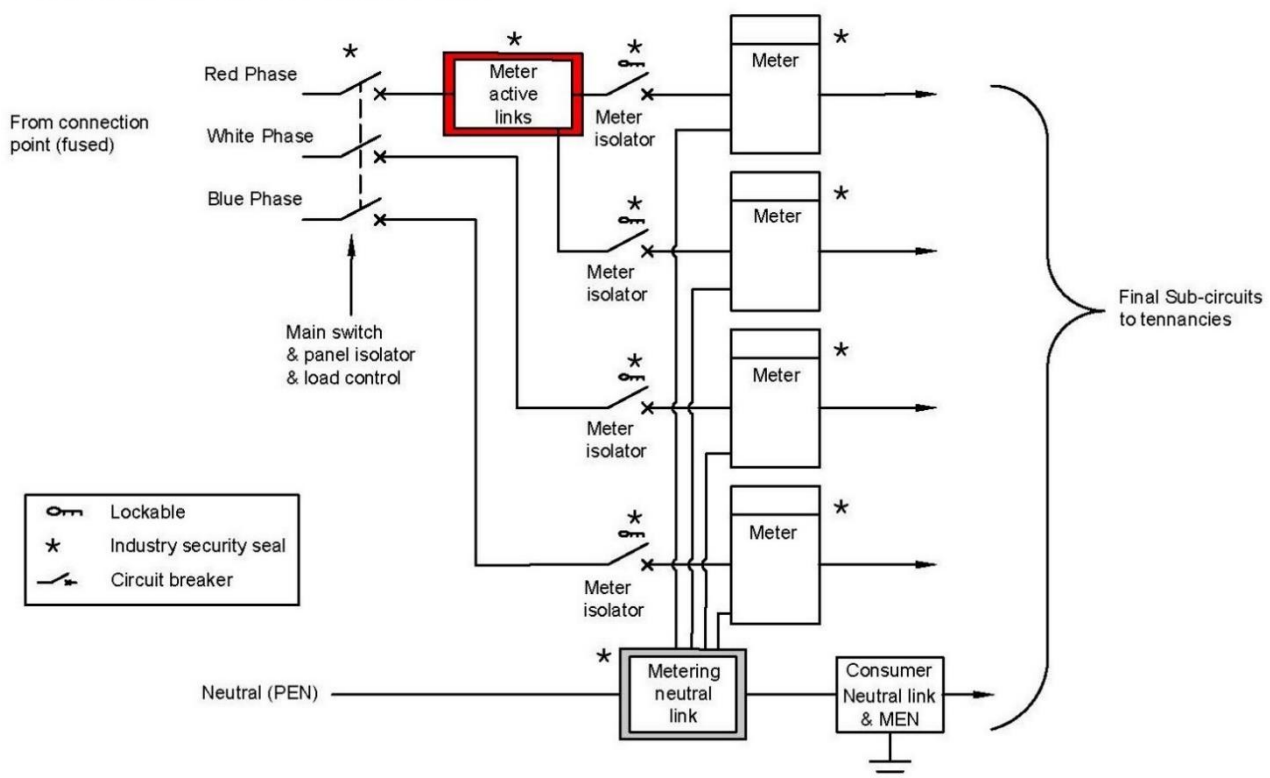 Red Phase
White Phase
Blue Phase
From connection
point (fused)
Main switch
& panel isolator
& load control
Meter
active
links
Meter
isolator
Meter
Meter
isolator
Meter
Meter
isolator
Meter
Meter
isolator
Meter
Final Sub-circuits
to tennancies
Lockable
Industry security seal
Circuit breaker
Neutral (PEN)
Metering
neutral
link
Consumer
Neutral link
& MEN